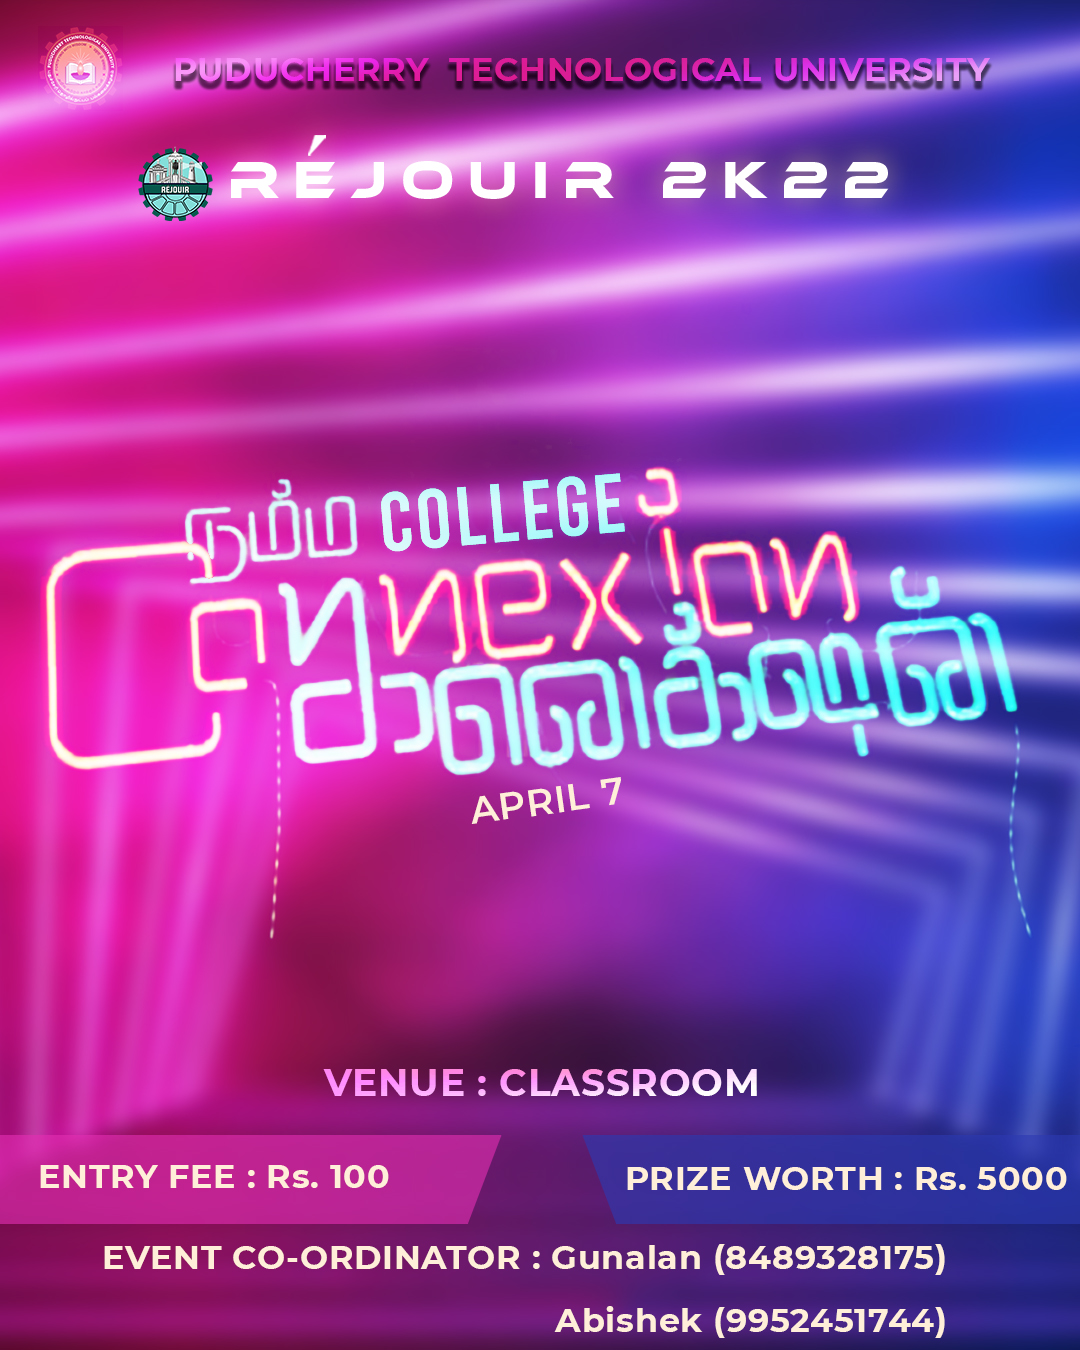 PUDUCHERRY TECHNOLOGICAL UNIVERSITY
REJOUIR
RÉJOUIR 2K22
நம்ம COLLEGE
Connexion
APRIL 7
VENUE : CLASSROOM
ENTRY FEE : Rs. 100
PRIZE WORTH : Rs. 5000
EVENT CO-ORDINATOR : Gunalan (8489328175)
Abishek (9952451744)